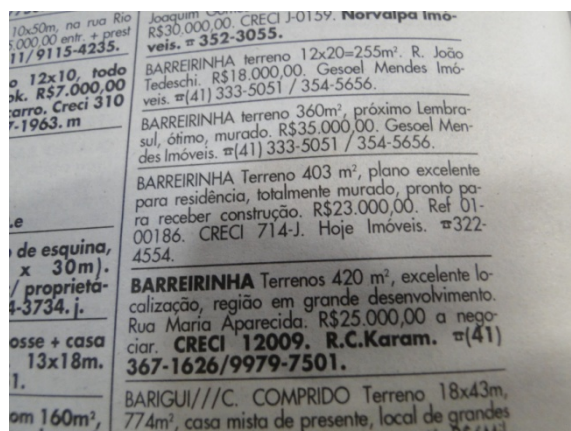 10x50m, na rua Rio
5.000,00 entr. + prest
11/9115-4235.
o 12x10, todo
ok. R$7.000,00
carro. Creci 310
7-1963. m
.e
de esquina,
x 30m).
/ proprietá-
4-3734. j.
osse + casa
13x18m.
1.
om 160m²,
Joaquim
R$30.000,00. CRECI J-0159. Norvalpa Imó-
veis. ☎352-3055.
BARREIRINHA terreno 12x20=255m². R. João
Tedeschi. R$18.000,00. Gesoel Mendes Imó-
veis. ☎(41) 333-5051 / 354-5656.
BARREIRINHA terreno 360m², próximo Lembra-
sul, ótimo, murado. R$35.000,00. Gesoel Men-
des Imóveis. ☎(41) 333-5051 / 354-5656.
BARREIRINHA Terreno 403 m², plano excelente
para residência, totalmente murado, pronto pa-
ra receber construção. R$23.000,00. Ref 01-
00186. CRECI 714-J. Hoje Imóveis. ☎322-
4554.
BARREIRINHA Terrenos 420 m², excelente lo-
calização, região em grande desenvolvimento.
Rua Maria Aparecida. R$25.000,00 a nego-
ciar. CRECI 12009. R.C.Karam. ☎(41)
367-1626/9979-7501.
BARIGUI///C. COMPRIDO Terreno 18x43m,
774m², casa mista de presente, local de grandes